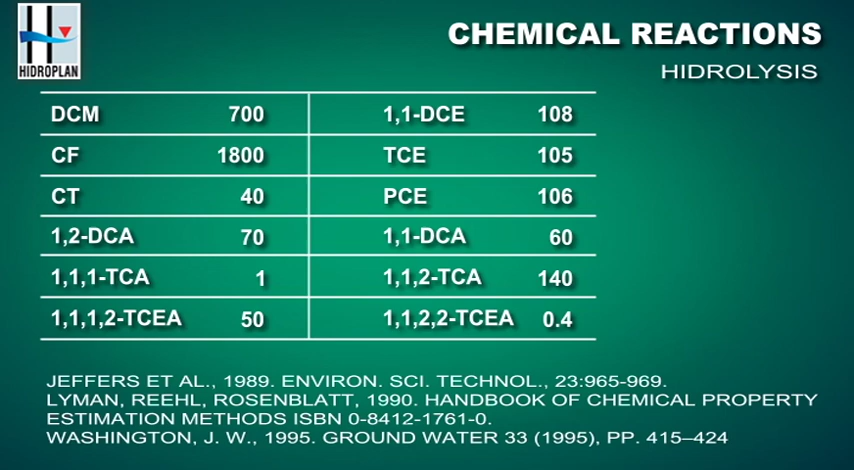 HIDROPLAN
CHEMICAL REACTIONS
HIDROLYSIS
DCM 700 1,1-DCE 108
CF 1800 TCE 105
CT 40 PCE 106
1,2-DCA 70 1,1-DCA 60
1,1,1-TCA 1 1,1,2-TCA 140
1,1,1,2-TCEA 50 1,1,2,2-TCEA 0.4
JEFFERS ET AL., 1989. ENVIRON. SCI. TECHNOL., 23:965-969.
LYMAN, REEHL, ROSENBLATT, 1990. HANDBOOK OF CHEMICAL PROPERTY
ESTIMATION METHODS ISBN 0-8412-1761-0.
WASHINGTON, J. W., 1995. GROUND WATER 33 (1995), PP. 415–424